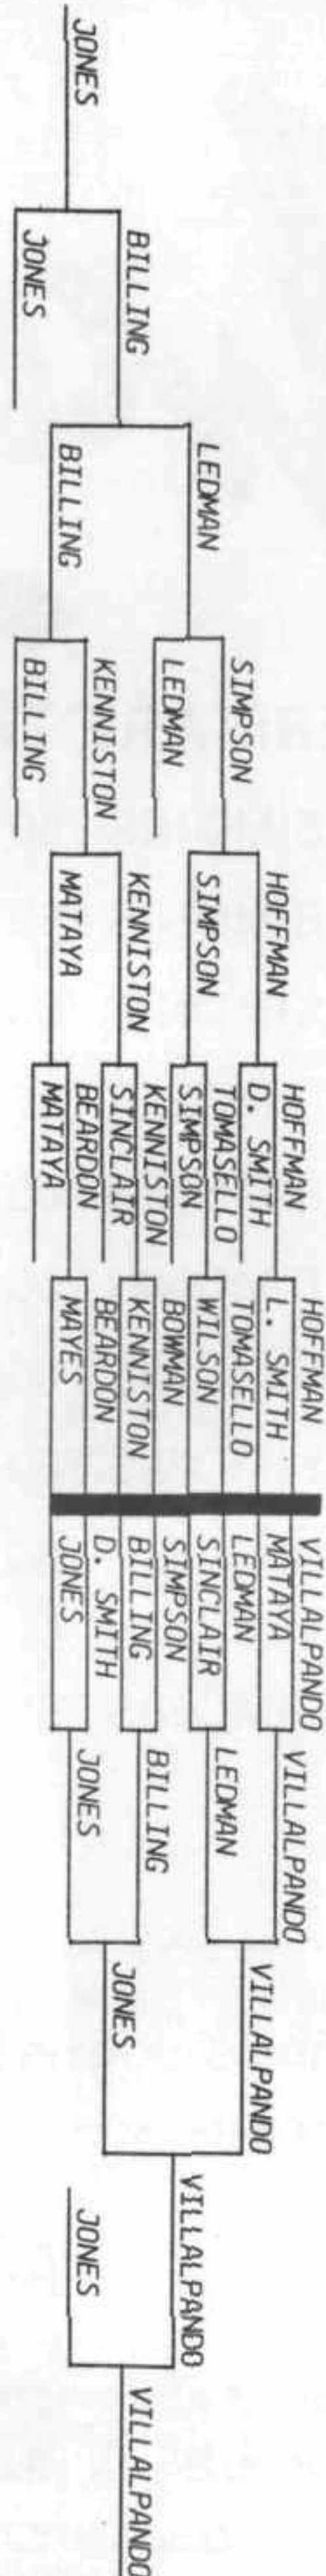 JONES
BILLING
JONES
LEDMAN
BILLING
SIMPSON
LEDMAN
KENNISTON
BILLING
HOFFMAN
SIMPSON
KENNISTON
MATAYA
HOFFMAN
D. SMITH
TOMASELLO
SIMPSON
KENNISTON
SINCLAIR
BEARDON
MATAYA
HOFFMAN
L. SMITH
TOMASELLO
WILSON
BOWMAN
KENNISTON
BEARDON
MAYES
VILLALPANDO
MATAYA
LEDMAN
SINCLAIR
SIMPSON
BILLING
D. SMITH
JONES
VILLALPANDO
LEDMAN
BILLING
JONES
VILLALPANDO
JONES
VILLALPANDO
JONES
VILLALPANDO